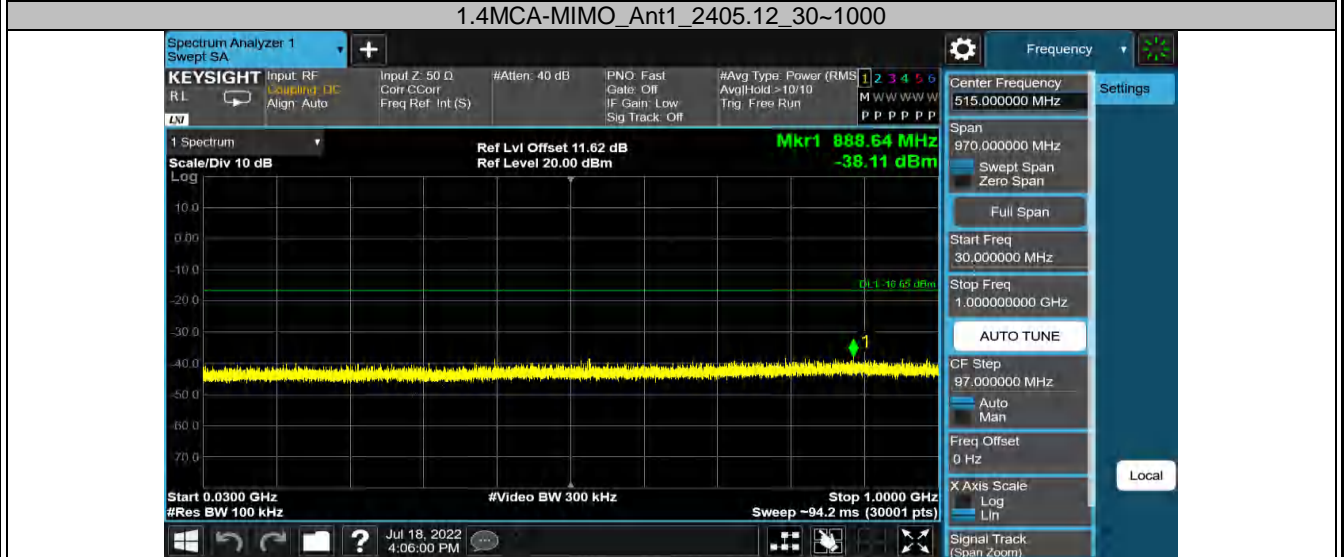 1.4MCA-MIMO_Ant1_2405.12_30~1000
Spectrum Analyzer 1
Swept SA
+
Frequency
KEYSIGHT
RL
LXI
Input: RF
Coupling: DC
Align: Auto
Input Z: 50 Ω
Corr CCorr
Freq Ref: Int (S)
#Atten: 40 dB
PNO: Fast
Gate: Off
IF Gain: Low
Sig Track: Off
#Avg Type: Power (RMS
Avg|Hold:>10/10
Trig: Free Run
1 2 3 4 5 6
M W W W W W
P P P P P P
Center Frequency
515.000000 MHz
Settings
1 Spectrum
Scale/Div 10 dB
Ref Lvl Offset 11.62 dB
Ref Level 20.00 dBm
Mkr1 888.64 MHz
-38.11 dBm
Span
970.000000 MHz
Swept Span
Zero Span
Full Span
Start Freq
30.000000 MHz
Stop Freq
1.000000000 GHz
AUTO TUNE
CF Step
97.000000 MHz
Auto
Man
Freq Offset
0 Hz
X Axis Scale
Log
Lin
Signal Track
(Span Zoom)
Local
Log
10.0
0.00
-10.0
-20.0
-30.0
-40.0
-50.0
-60.0
-70.0
1
Start 0.0300 GHz
#Res BW 100 kHz
#Video BW 300 kHz
Stop 1.0000 GHz
Sweep ~94.2 ms (30001 pts)
?
Jul 18, 2022
4:06:00 PM